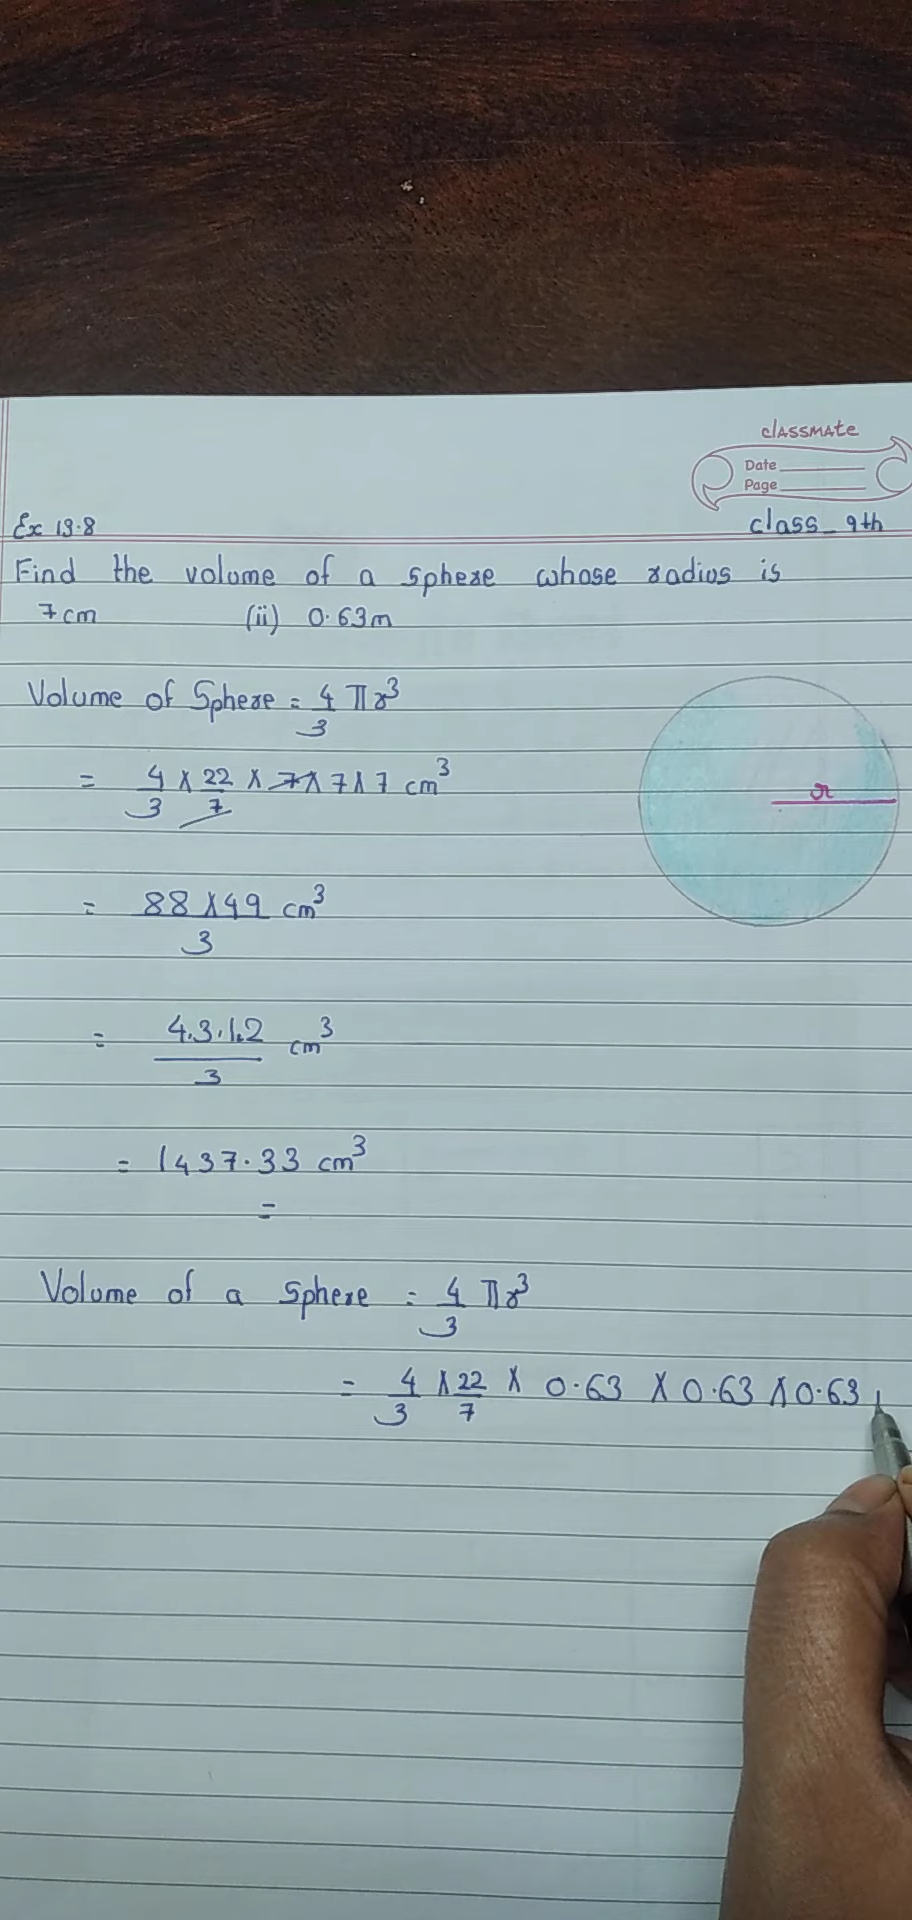 classmate
Date
Page
Ex 13.8
class - 9th
Find the volume of a sphere whose radius is
7cm (ii) 0.63m
Volume of Sphere = 4/3 πr³
r
= 4/3 × 22/7 × 7 × 7 × 7 cm³
= 88 × 49/3 cm³
= 4312/3 cm³
= 1437.33 cm³
=
Volume of a Sphere = 4/3 πr³
= 4/3 × 22/7 × 0.63 × 0.63 × 0.63